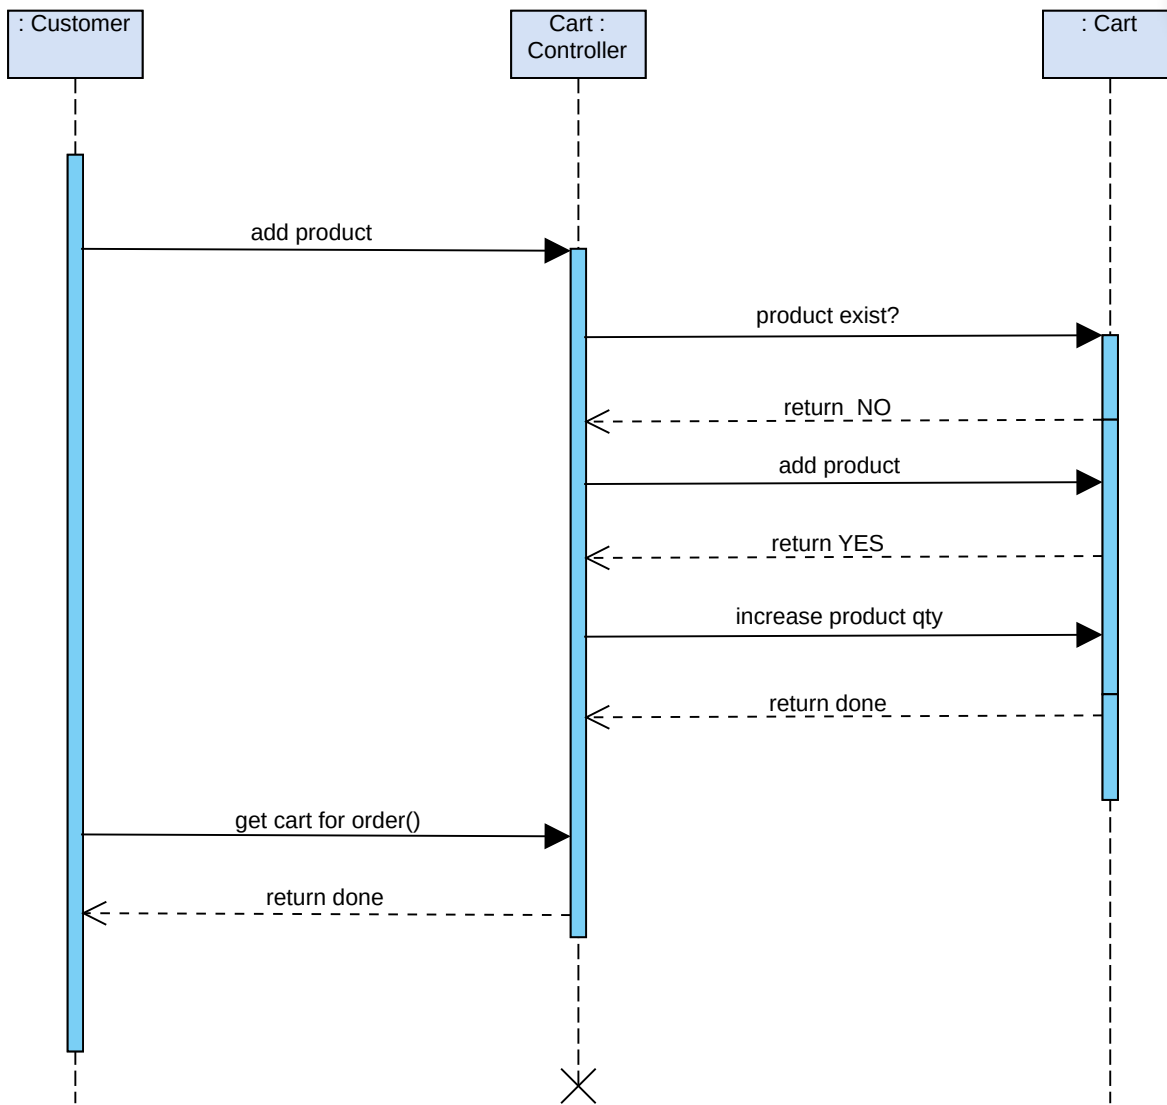 : Customer
Cart :
Controller
: Cart
add product
product exist?
return  NO
add product
return YES
increase product qty
return done
get cart for order()
return done